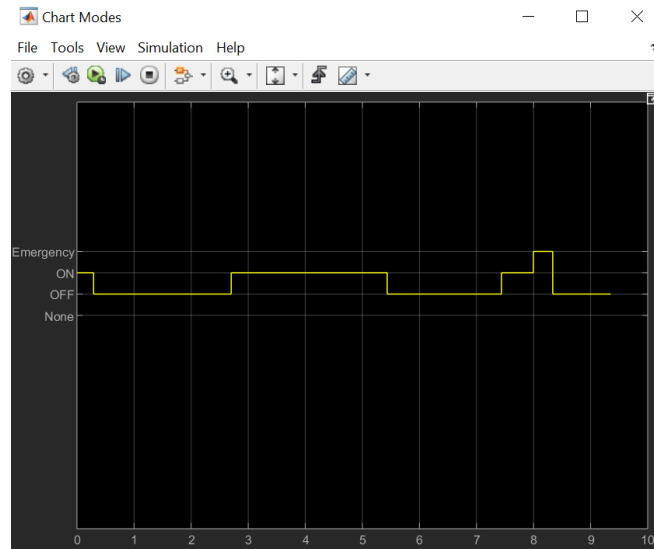 Chart Modes
File Tools View Simulation Help
Emergency
ON
OFF
None
0 1 2 3 4 5 6 7 8 9 10